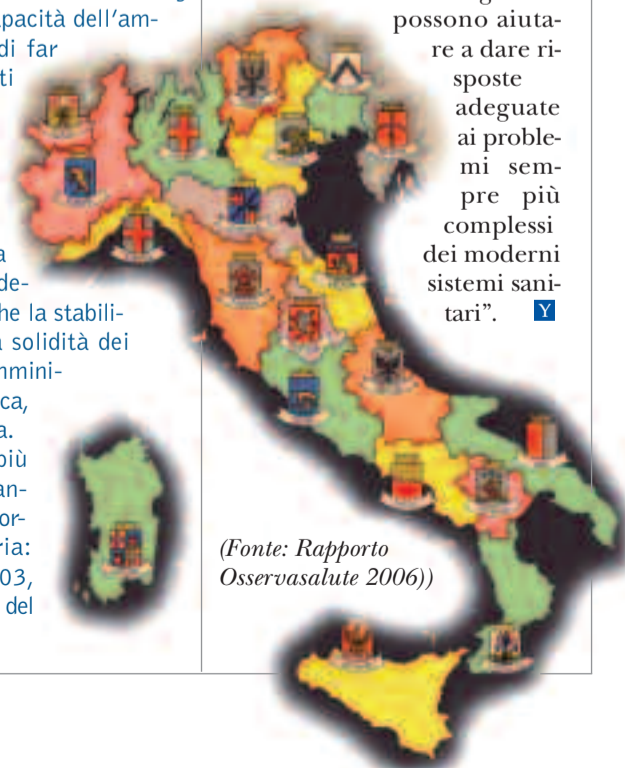 apacità dell’am-
di far
ti
a
de-
he la stabili-
a solidità dei
mmini-
ca,
a.
più
an-
or-
ria:
03,
del
possono aiuta-
re a dare ri-
sposte
adeguate
ai proble-
mi sem-
pre più
complessi
dei moderni
sistemi sani-
tari”. Y
(Fonte: Rapporto
Osservasalute 2006))